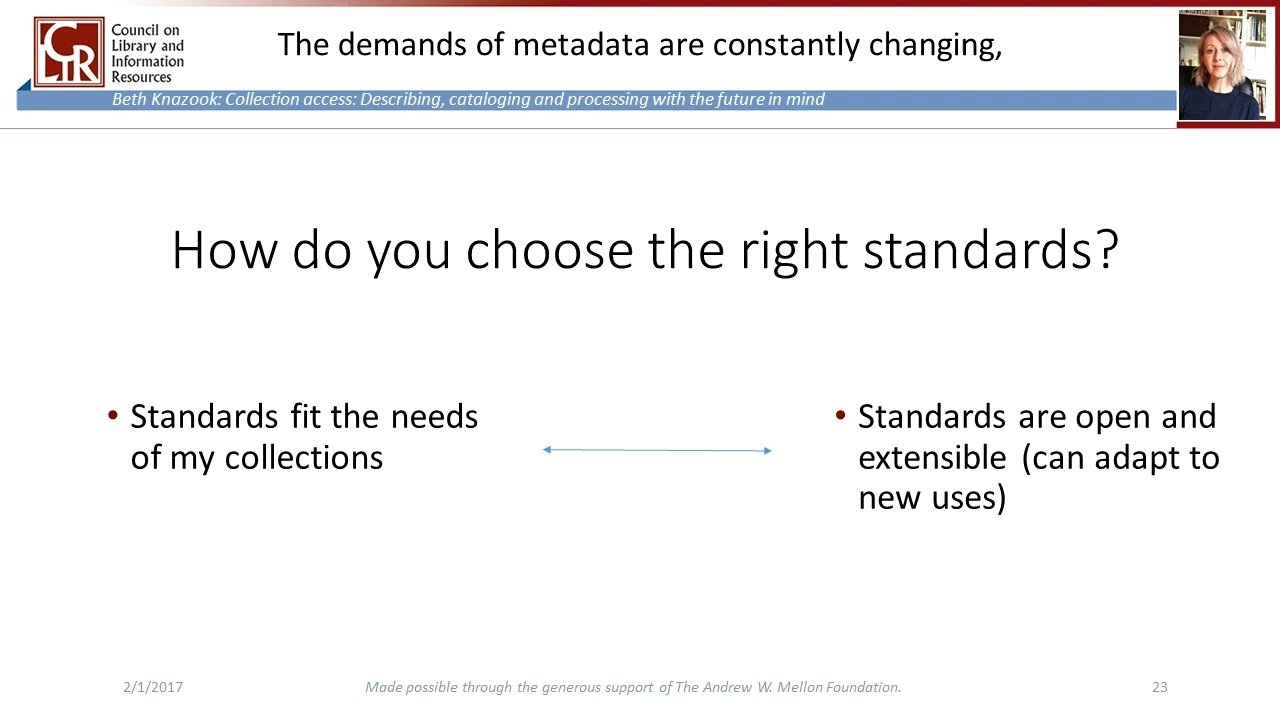 CLIR
Council on
Library and
Information
Resources
The demands of metadata are constantly changing,
Beth Knazook: Collection access: Describing, cataloging and processing with the future in mind
How do you choose the right standards?
• Standards fit the needs
of my collections
• Standards are open and
extensible (can adapt to
new uses)
2/1/2017
Made possible through the generous support of The Andrew W. Mellon Foundation.
23